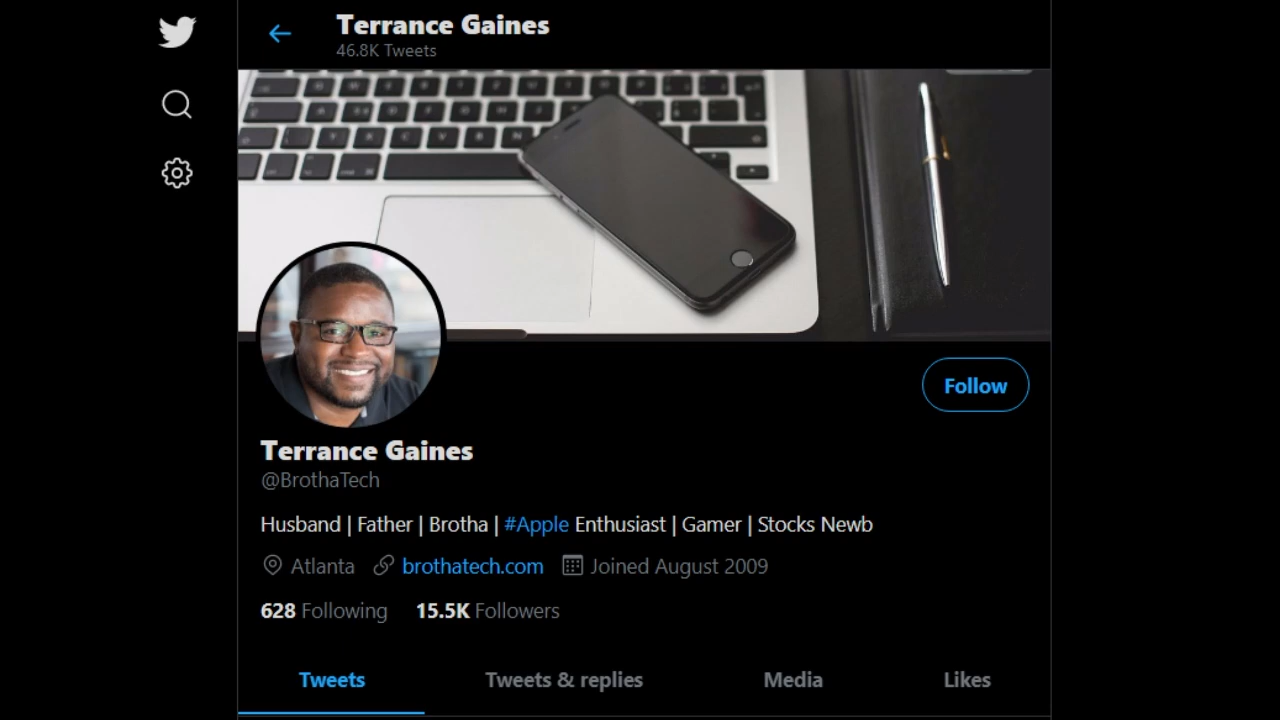 Terrance Gaines
46.8K Tweets
Follow
Terrance Gaines
@BrothaTech
Husband | Father | Brotha | #Apple Enthusiast | Gamer | Stocks Newb
Atlanta brothatech.com Joined August 2009
628 Following 15.5K Followers
Tweets Tweets & replies Media Likes